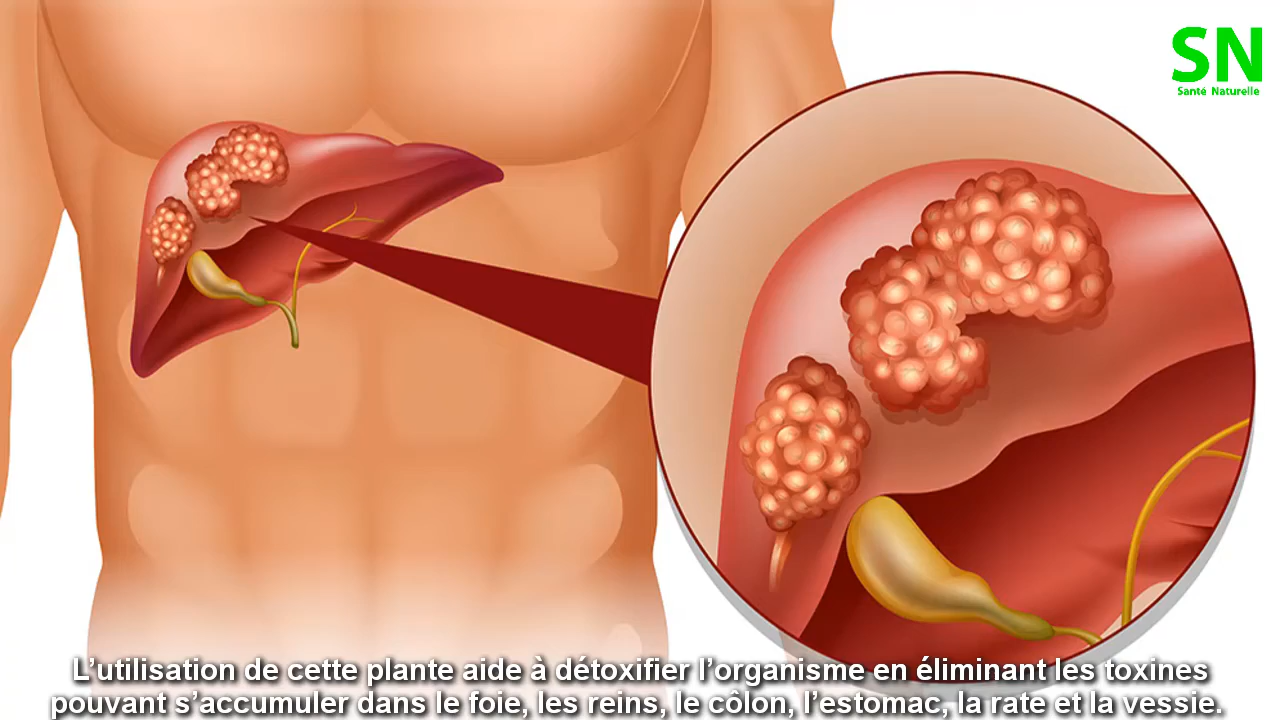 SN
Santé Naturelle
L’utilisation de cette plante aide à détoxifier l’organisme en éliminant les toxines
pouvant s’accumuler dans le foie, les reins, le côlon, l’estomac, la rate et la vessie.